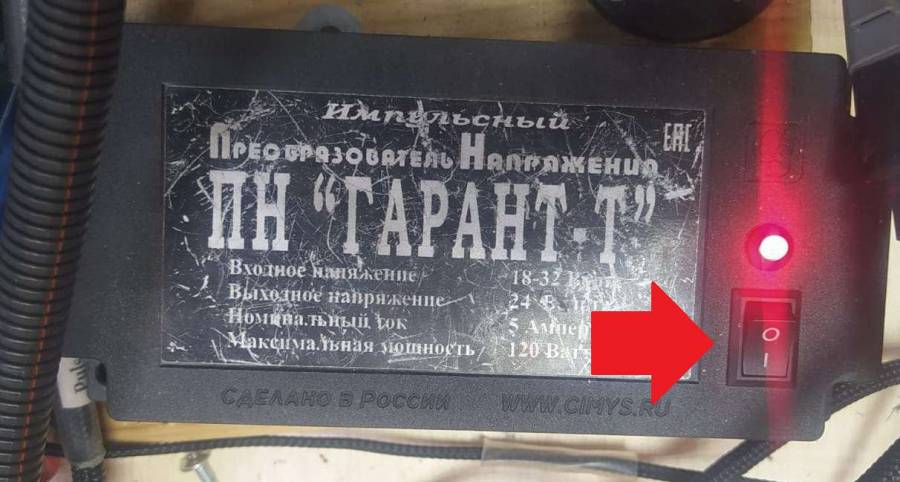 Импульсный
ПРЕОБРАЗОВАТЕЛЬ НАПРЯЖЕНИЯ
EAC
ПН "ГАРАНТ-Т"
Входное напяжение 18-32
Выходное напряжение 24
Номинальный ток 5 Ампер
Максимальная мощность 120 Ватт
СДЕЛАНО В РОССИИ WWW.CIMYS.RU
O
I